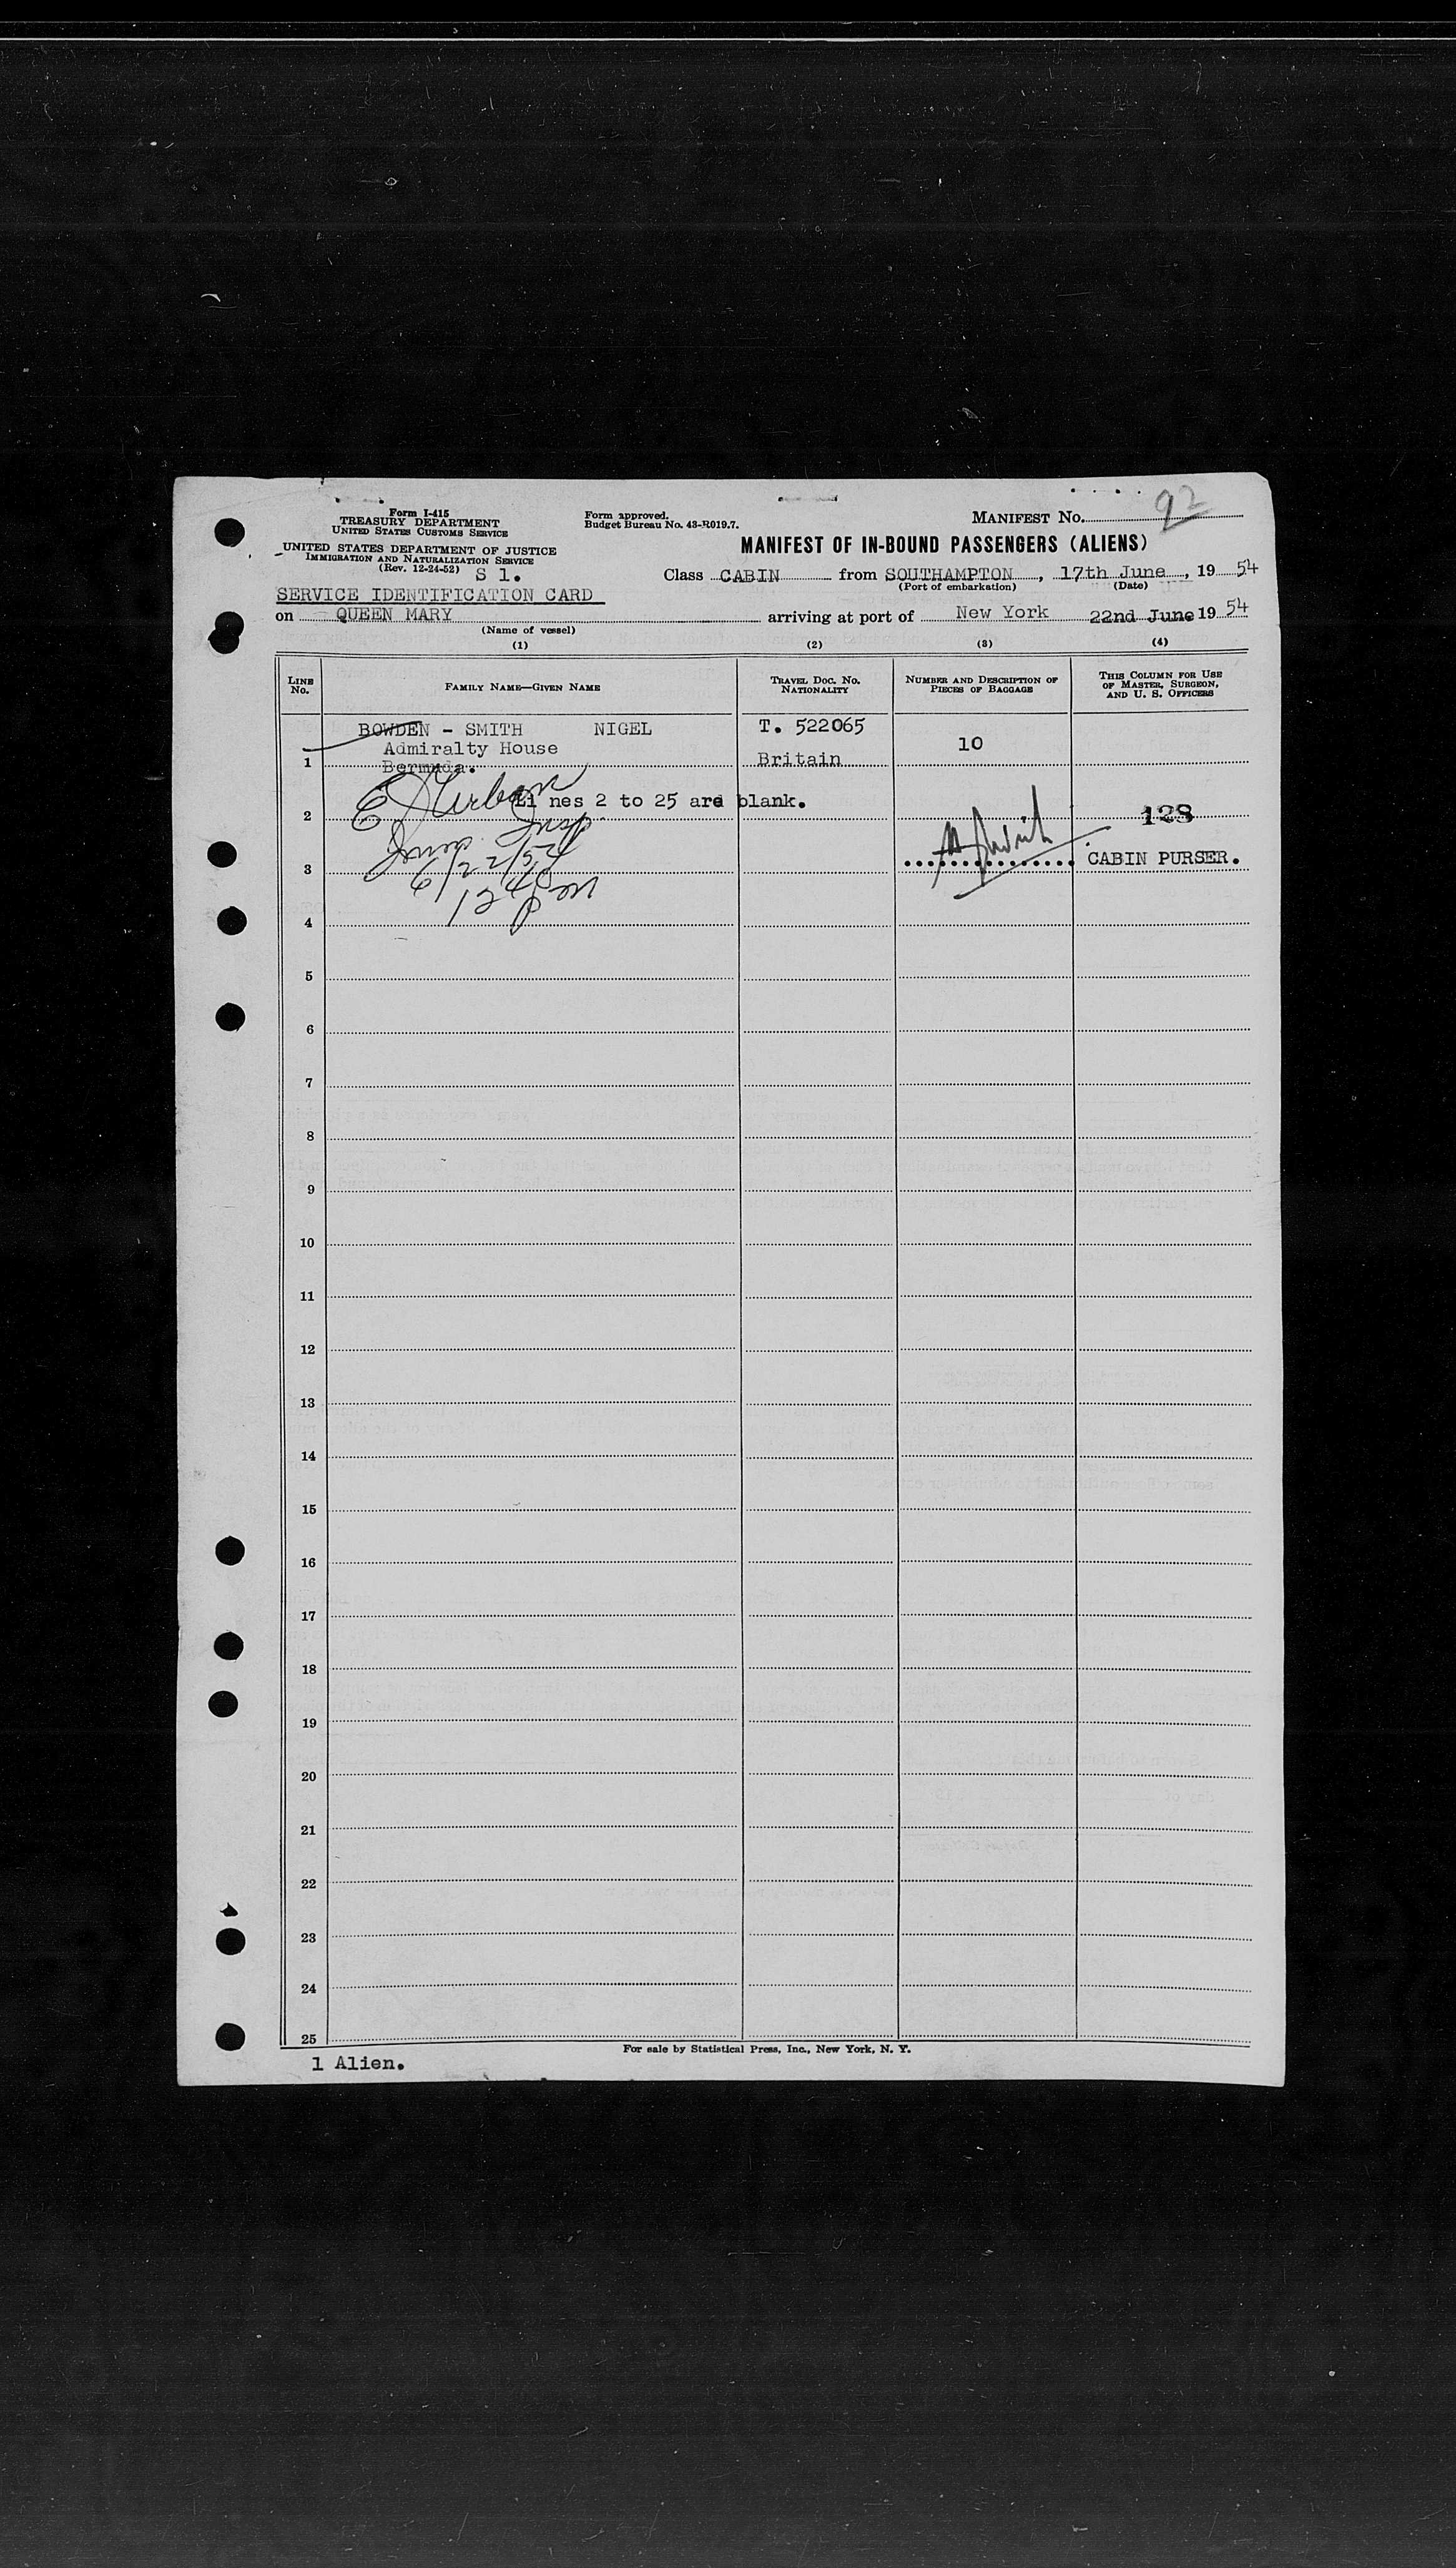 Form I-415
TREASURY DEPARTMENT
UNITED STATES CUSTOMS SERVICE
UNITED STATES DEPARTMENT OF JUSTICE
IMMIGRATION AND NATURALIZATION SERVICE
(Rev. 12-24-52) S 1.
Form approved.
Budget Bureau No. 43-R019.7.
MANIFEST NO. 92
MANIFEST OF IN-BOUND PASSENGERS (ALIENS)
Class CABIN from SOUTHAMPTON, 17th June, 1954
(Port of embarkation) (Date)
SERVICE IDENTIFICATION CARD
on QUEEN MARY arriving at port of New York 22nd June 1954
(Name of vessel)
(1) (2) (3) (4)
LINE No. FAMILY NAME—GIVEN NAME TRAVEL DOC. NO. NATIONALITY NUMBER AND DESCRIPTION OF PIECES OF BAGGAGE THIS COLUMN FOR USE OF MASTER, SURGEON, AND U. S. OFFICERS
BOWDEN - SMITH NIGEL T. 522065
Admiralty House 10
1 Bermuda. Britain
Li nes 2 to 25 are blank.
2 128
3 CABIN PURSER.
4
5
6
7
8
9
10
11
12
13
14
15
16
17
18
19
20
21
22
23
24
25
For sale by Statistical Press, Inc., New York, N. Y.
1 Alien.